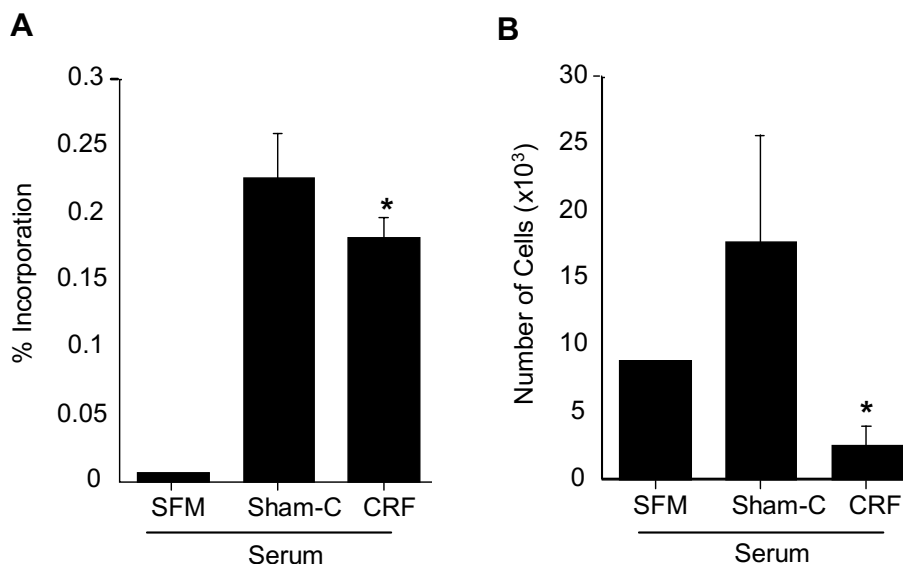 A
0.3
0.25
0.2
0.15
0.1
0.05
0
% Incorporation
*
SFM Sham-C CRF
Serum
B
30
25
20
15
10
5
0
Number of Cells (x10³)
*
SFM Sham-C CRF
Serum